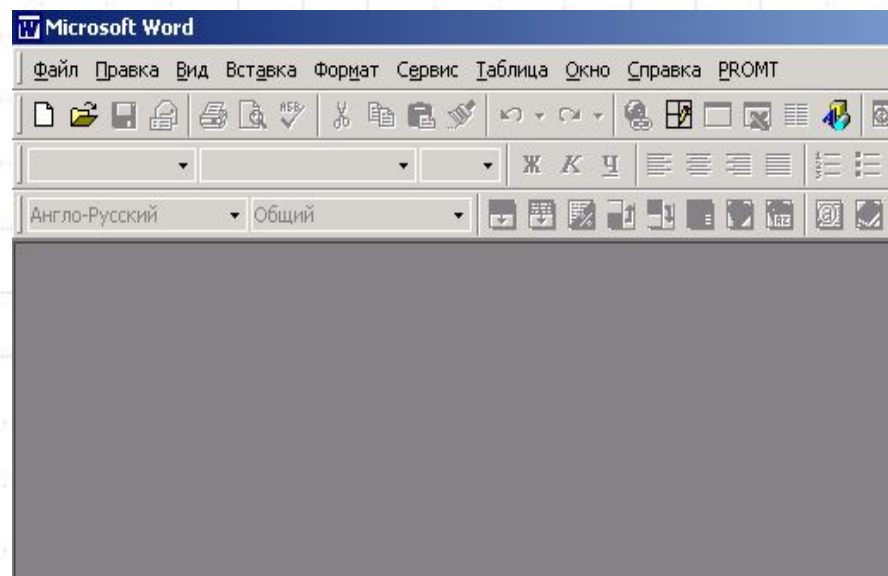 Microsoft Word
Файл Правка Вид Вставка Формат Сервис Таблица Окно Справка PROMT
Ж К Ч
Англо-Русский Общий